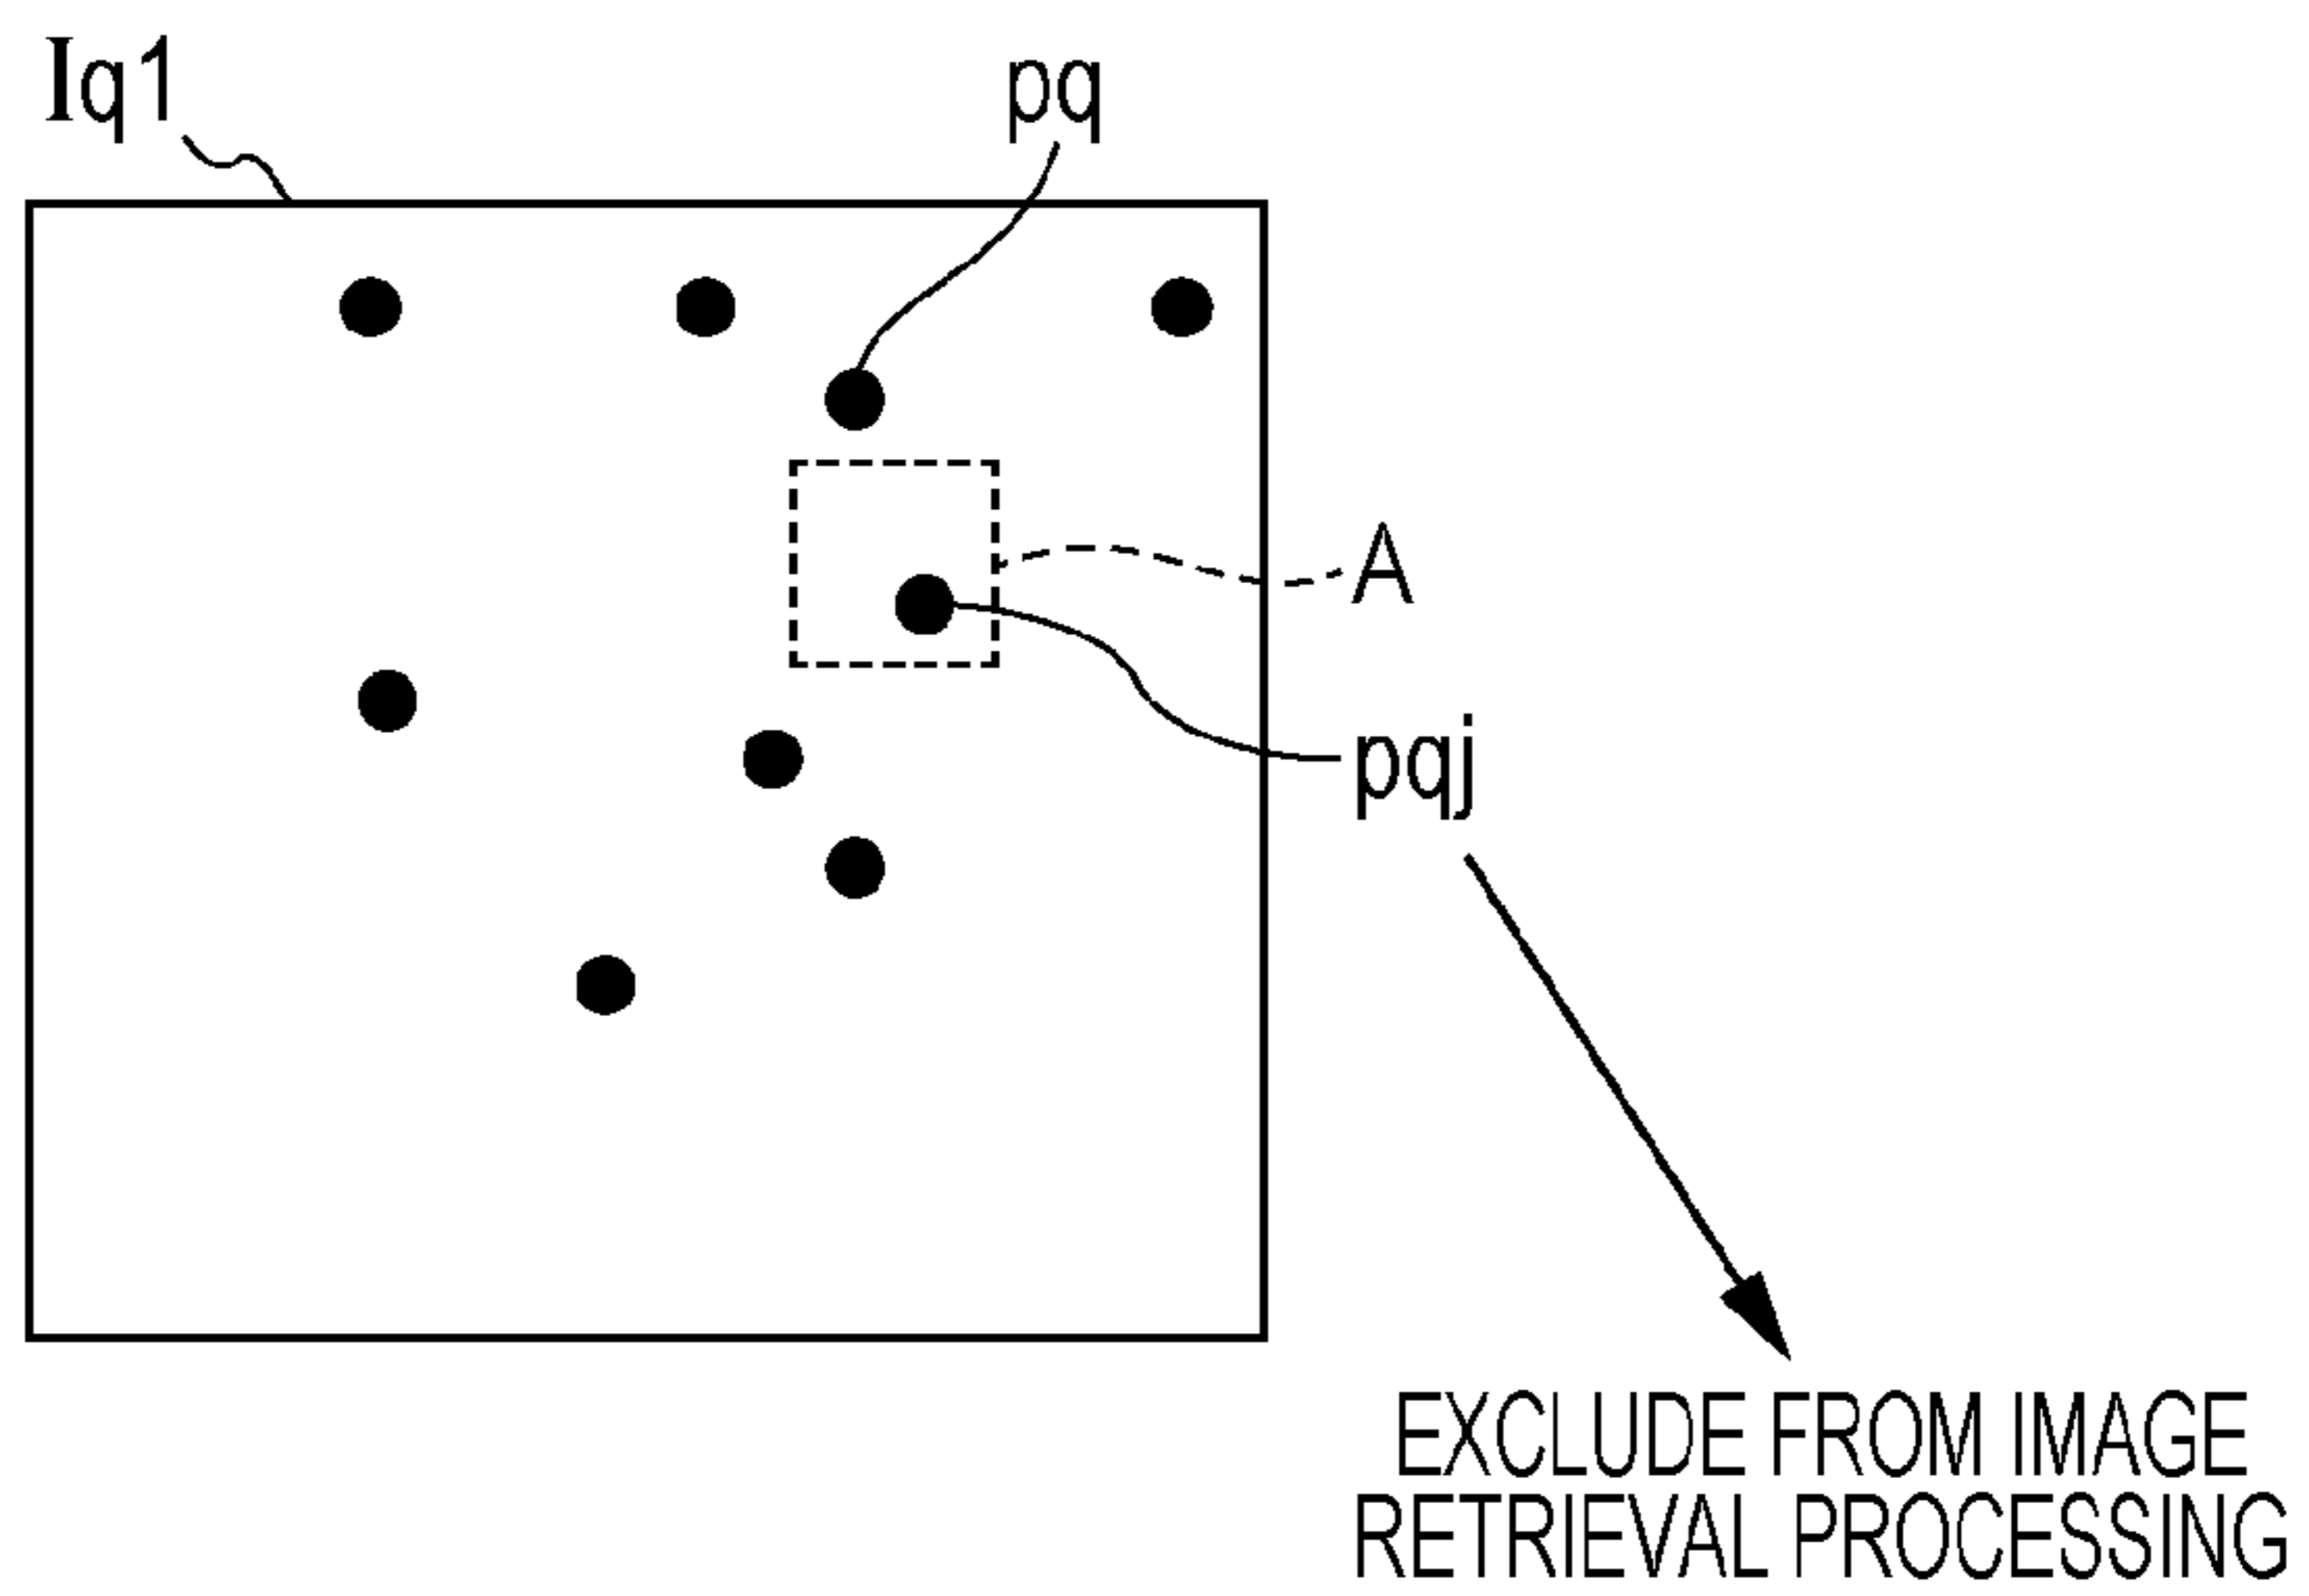 Iq1
pq
A
pqj
EXCLUDE FROM IMAGE
RETRIEVAL PROCESSING